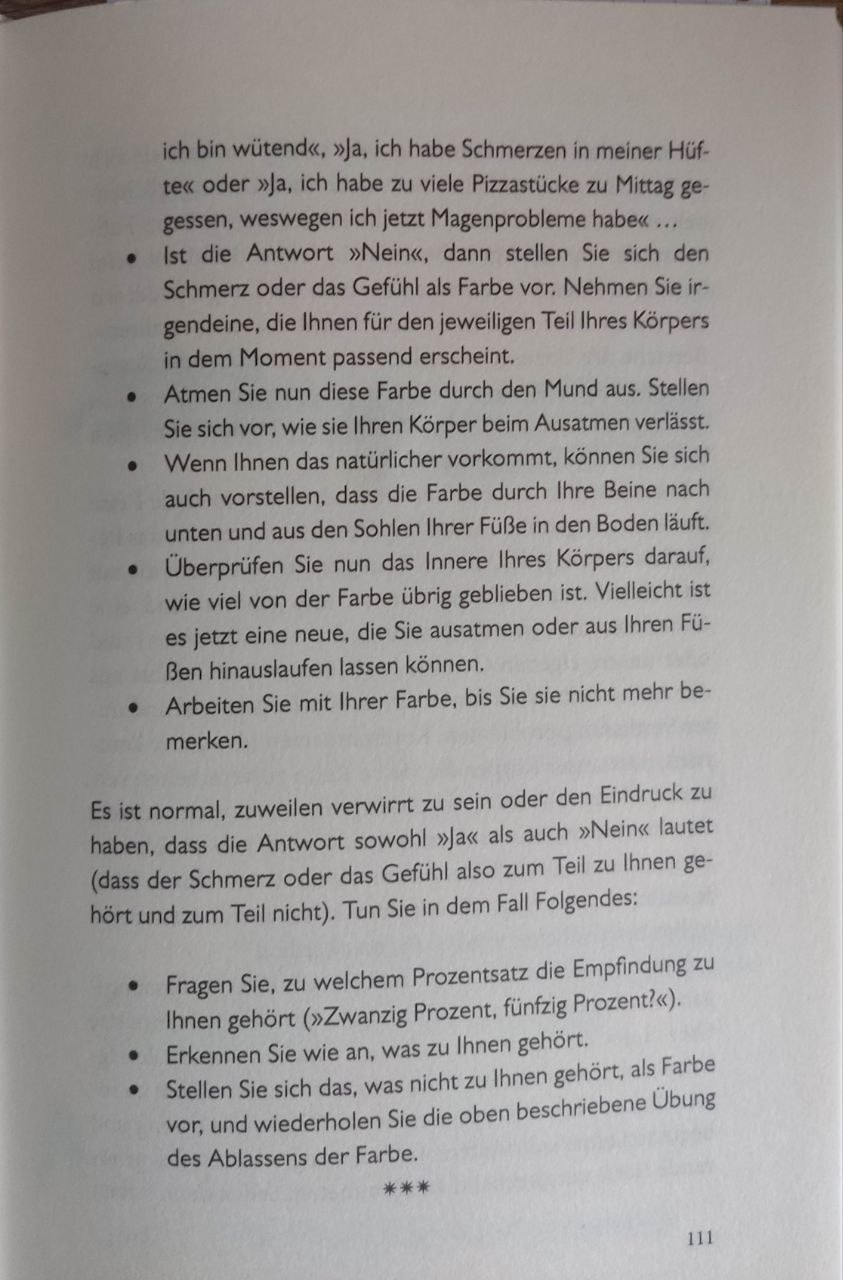 ich bin wütend«, »Ja, ich habe Schmerzen in meiner Hüf-
te« oder »Ja, ich habe zu viele Pizzastücke zu Mittag ge-
gessen, weswegen ich jetzt Magenprobleme habe« …
• Ist die Antwort »Nein«, dann stellen Sie sich den
Schmerz oder das Gefühl als Farbe vor. Nehmen Sie ir-
gendeine, die Ihnen für den jeweiligen Teil Ihres Körpers
in dem Moment passend erscheint.
• Atmen Sie nun diese Farbe durch den Mund aus. Stellen
Sie sich vor, wie sie Ihren Körper beim Ausatmen verlässt.
• Wenn Ihnen das natürlicher vorkommt, können Sie sich
auch vorstellen, dass die Farbe durch Ihre Beine nach
unten und aus den Sohlen Ihrer Füße in den Boden läuft.
• Überprüfen Sie nun das Innere Ihres Körpers darauf,
wie viel von der Farbe übrig geblieben ist. Vielleicht ist
es jetzt eine neue, die Sie ausatmen oder aus Ihren Fü-
ßen hinauslaufen lassen können.
• Arbeiten Sie mit Ihrer Farbe, bis Sie sie nicht mehr be-
merken.
Es ist normal, zuweilen verwirrt zu sein oder den Eindruck zu
haben, dass die Antwort sowohl »Ja« als auch »Nein« lautet
(dass der Schmerz oder das Gefühl also zum Teil zu Ihnen ge-
hört und zum Teil nicht). Tun Sie in dem Fall Folgendes:
• Fragen Sie, zu welchem Prozentsatz die Empfindung zu
Ihnen gehört (»Zwanzig Prozent, fünfzig Prozent?«).
• Erkennen Sie wie an, was zu Ihnen gehört.
• Stellen Sie sich das, was nicht zu Ihnen gehört, als Farbe
vor, und wiederholen Sie die oben beschriebene Übung
des Ablassens der Farbe.
***
111